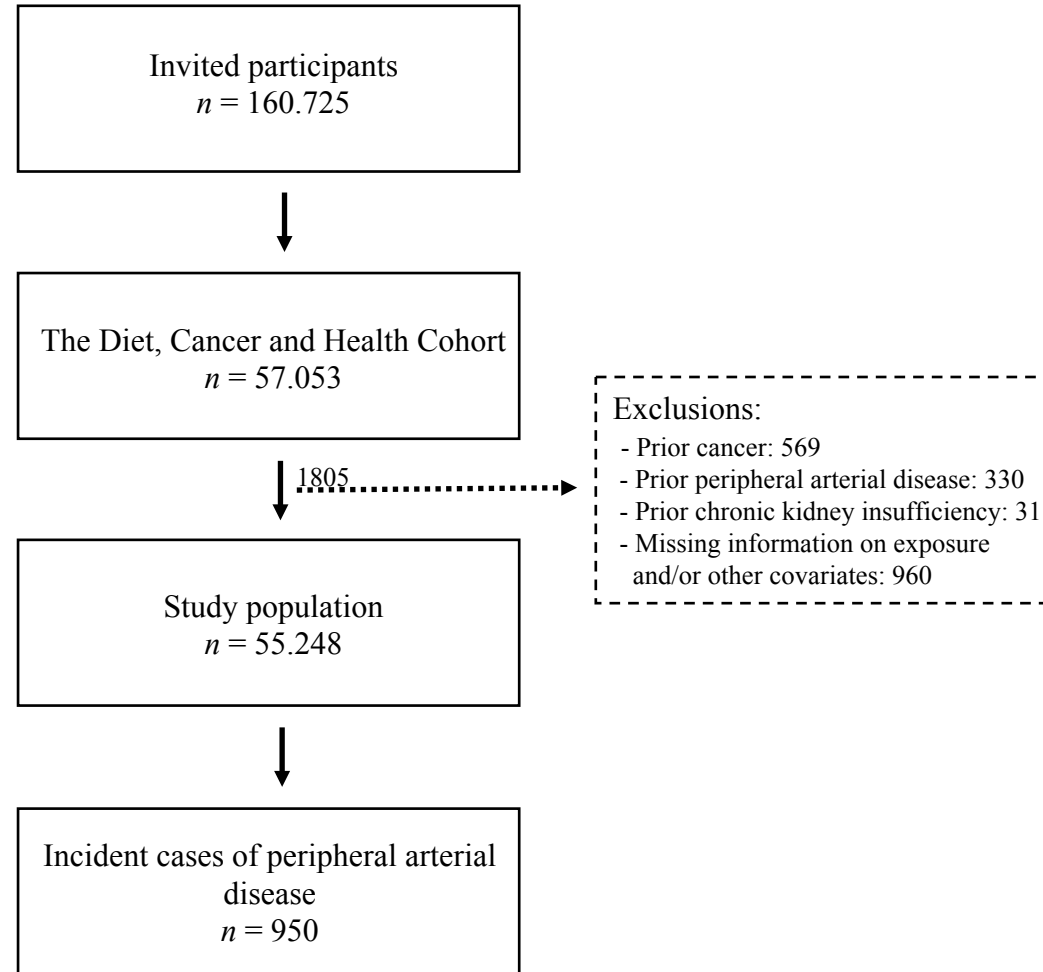 Invited participants
n = 160.725
The Diet, Cancer and Health Cohort
n = 57.053
1805
Exclusions:
- Prior cancer: 569
- Prior peripheral arterial disease: 330
- Prior chronic kidney insufficiency: 31
- Missing information on exposure
and/or other covariates: 960
Study population
n = 55.248
Incident cases of peripheral arterial
disease
n = 950